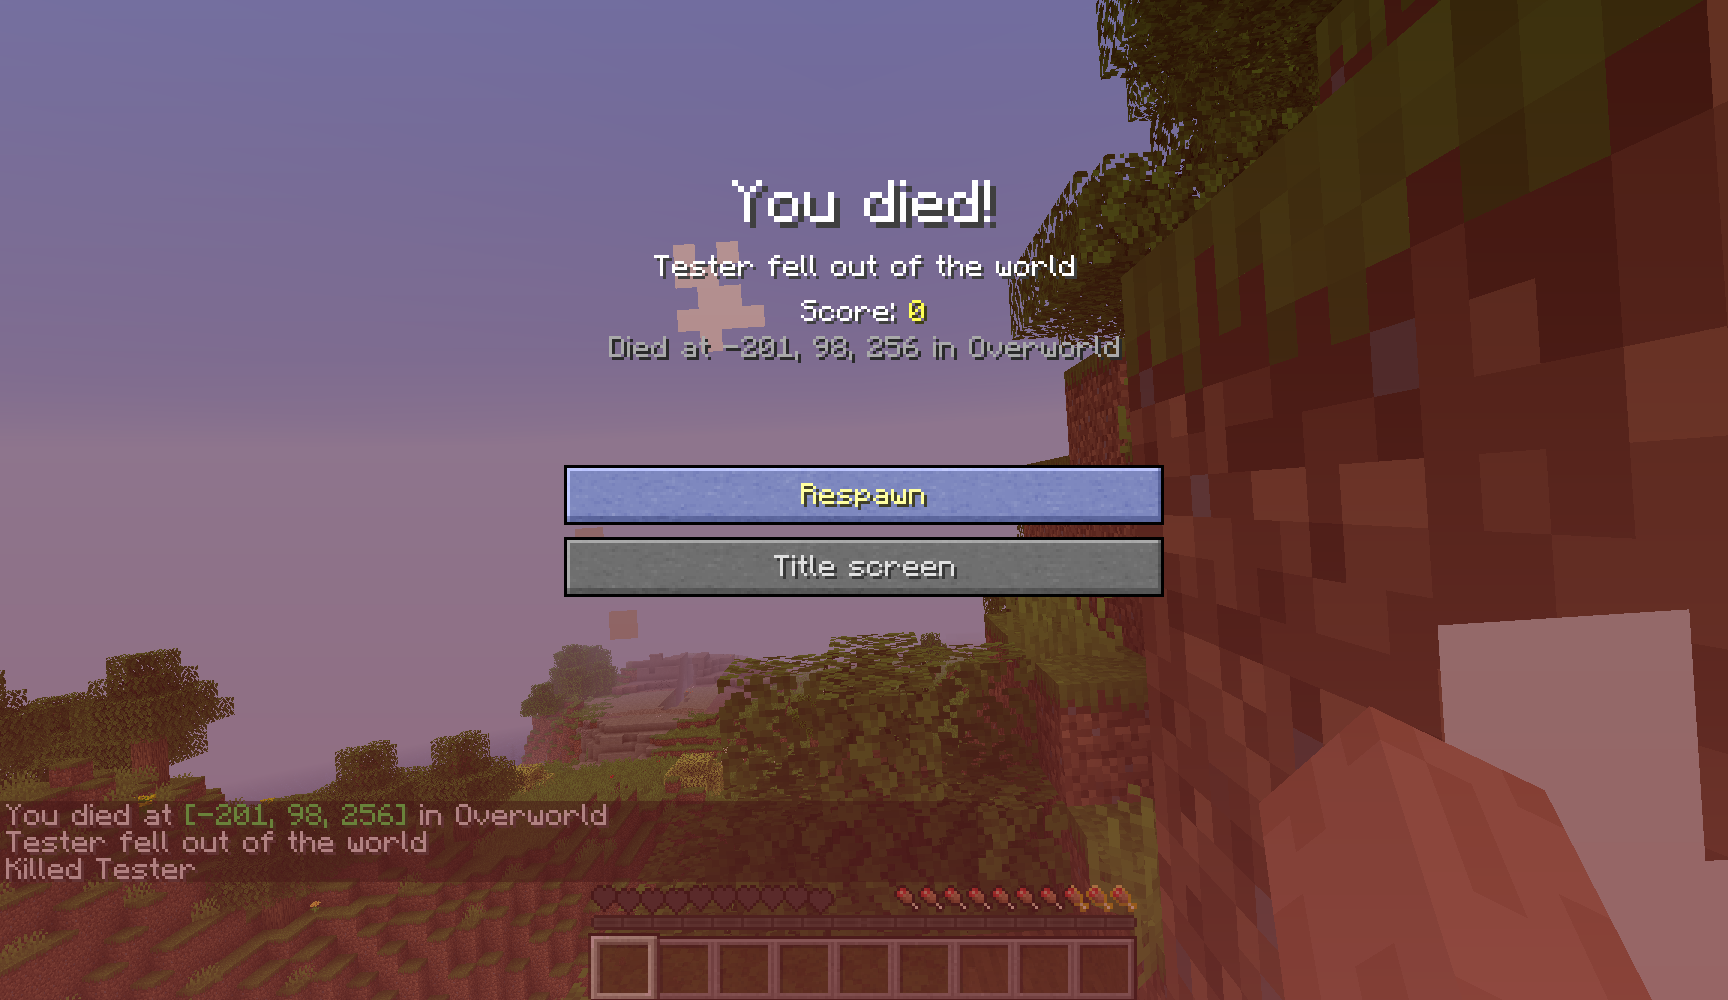 You died!
Tester fell out of the world
Score: 0
Died at -201, 98, 256 in Overworld
Respawn
Title screen
You died at [-201, 98, 256] in Overworld
Tester fell out of the world
Killed Tester